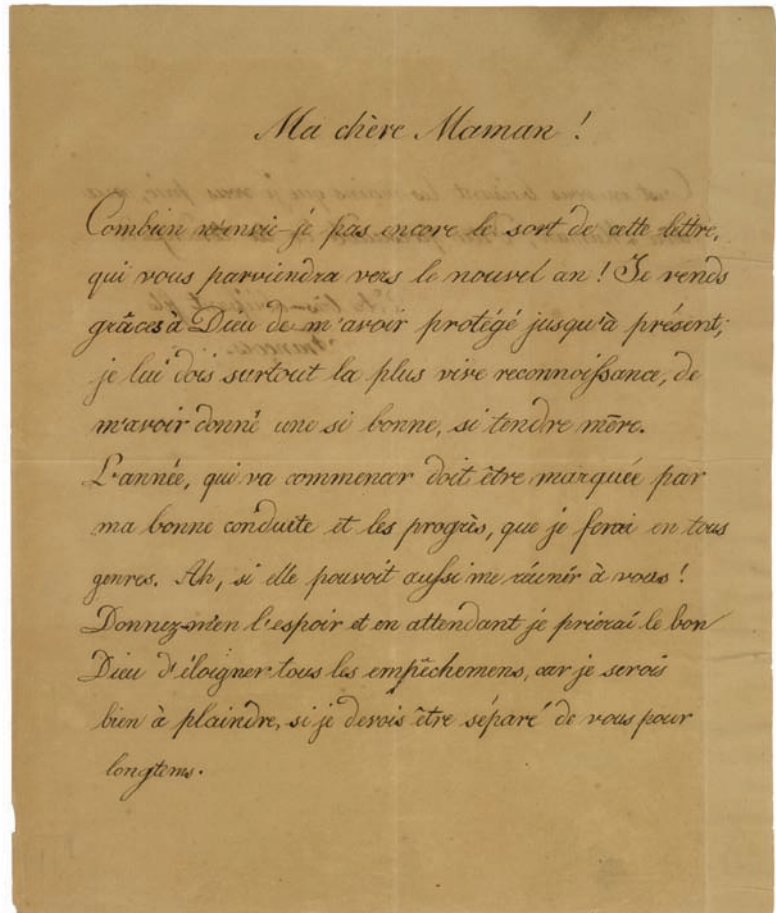 Ma chère Maman !
Combien n'envie-je pas encore le sort de cette lettre,
qui vous parviendra vers le nouvel an ! Je rends
grâces à Dieu de m'avoir protégé jusqu'à présent;
je lui dois surtout la plus vive reconnoissance, de
m'avoir donné une si bonne, si tendre mère.
L'année, qui va commencer doit être marquée par
ma bonne conduite et les progrès, que je ferai en tous
genres. Ah, si elle pouvoit aussi me réunir à vous !
Donnez-m'en l'espoir et en attendant je prierai le bon
Dieu d'éloigner tous les empêchemens, car je serois
bien à plaindre, si je devois être séparé de vous pour
longtems.